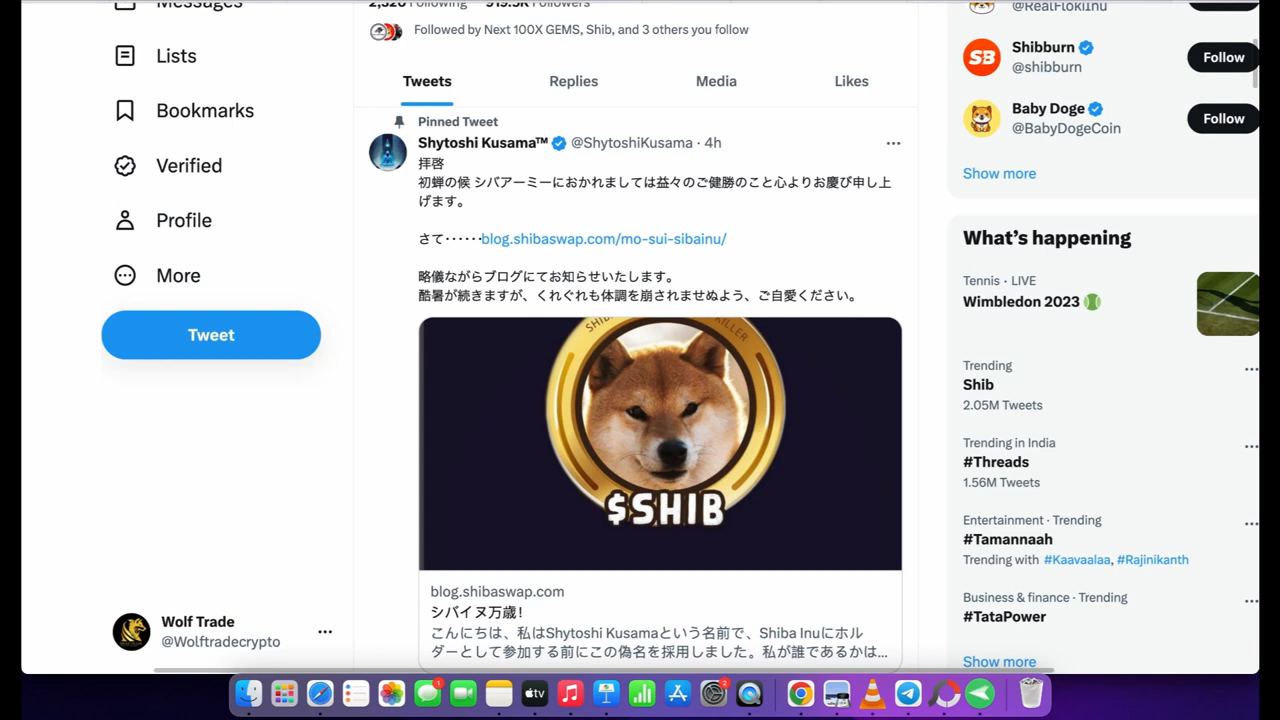 Messages
Lists
Bookmarks
Verified
Profile
More
Tweet
Wolf Trade
@Wolftradecrypto
2,320 Following 919.5K Followers
Followed by Next 100X GEMS, Shib, and 3 others you follow
Tweets Replies Media Likes
Pinned Tweet
Shytoshi Kusama™ @ShytoshiKusama · 4h
拝啓
初蝉の候 シバアーミーにおかれましては益々のご健勝のこと心よりお慶び申し上
げます。
さて‥‥‥blog.shibaswap.com/mo-sui-sibainu/
略儀ながらブログにてお知らせいたします。
酷暑が続きますが、くれぐれも体調を崩されませぬよう、ご自愛ください。
KILLER
$SHIB
blog.shibaswap.com
シバイヌ万歳！
こんにちは、私はShytoshi Kusamaという名前で、Shiba Inuにホル
ダーとして参加する前にこの偽名を採用しました。私が誰であるかは...
@RealFlokiInu
SB
Shibburn
@shibburn
Follow
Baby Doge
@BabyDogeCoin
Follow
Show more
What's happening
Tennis · LIVE
Wimbledon 2023
Trending
Shib
2.05M Tweets
Trending in India
#Threads
1.56M Tweets
Entertainment · Trending
#Tamannaah
Trending with #Kaavaalaa, #Rajinikanth
Business & finance · Trending
#TataPower
Show more
1
tv
2